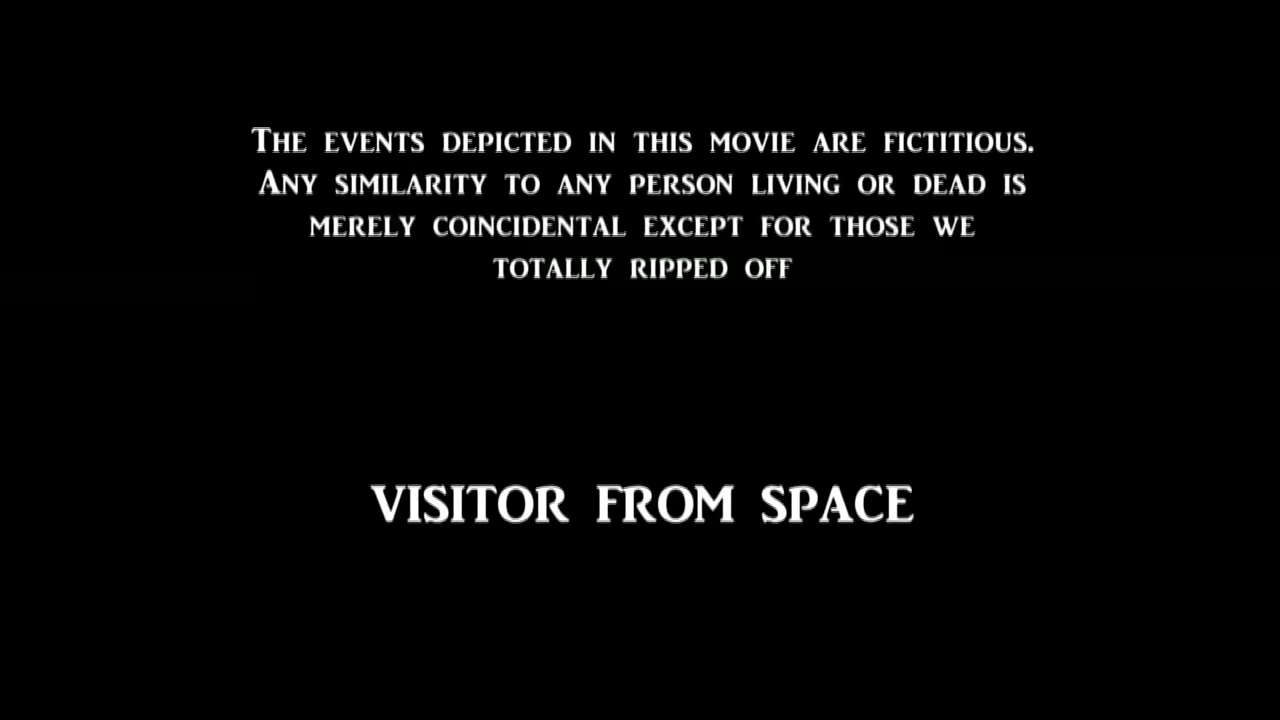 The events depicted in this movie are fictitious.
Any similarity to any person living or dead is
merely coincidental except for those we
totally ripped off
VISITOR FROM SPACE